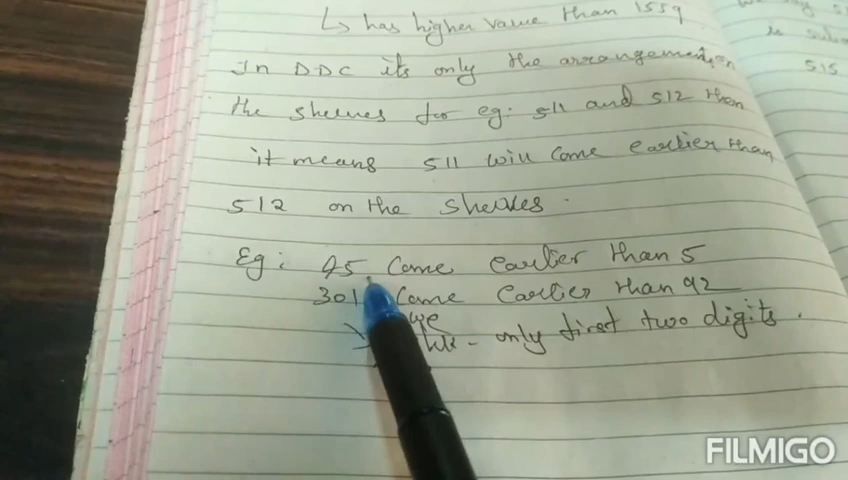 ↳ has higher value than 1559
In DDC its only the arrangement on
the shelves for eg: 511 and 512 then
it means 511 will come earlier than
512 on the shelves.
Eg: 45 Come earlier than 5
301 Come earlier than 92
only first two digits.
is
515
FILMIGO